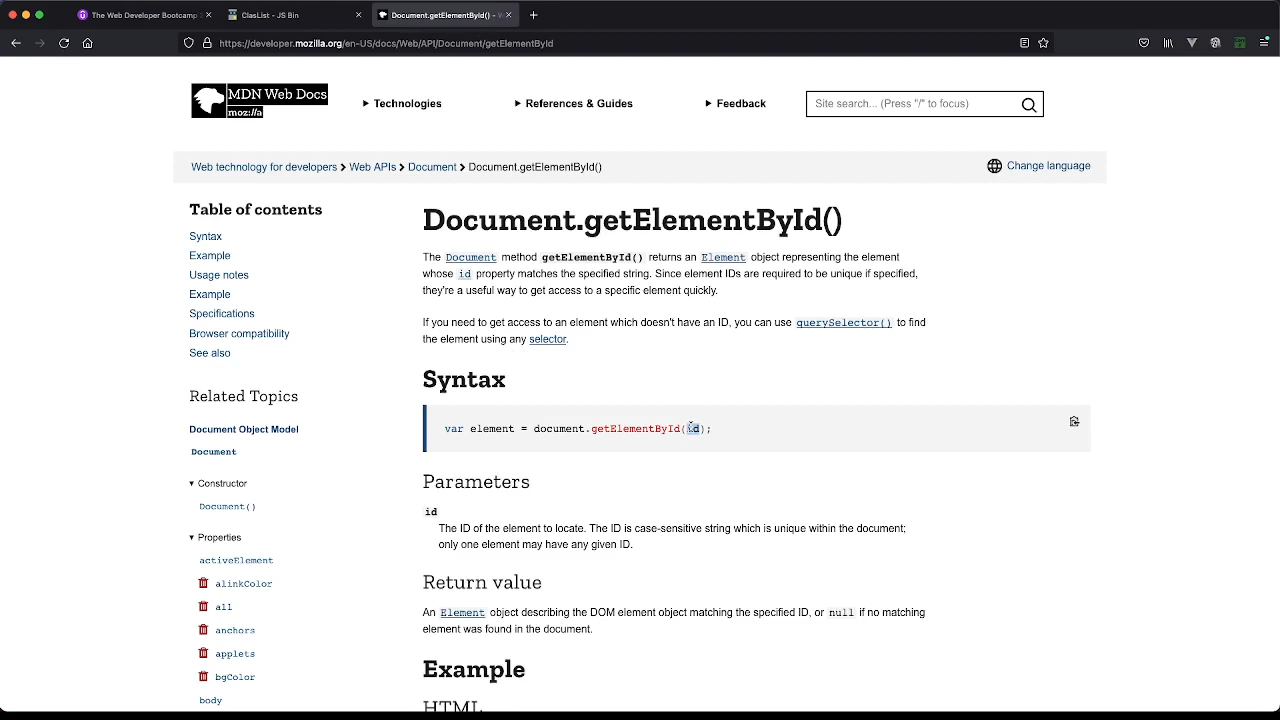 The Web Developer Bootcamp
ClasList - JS Bin
Document.getElementById() -
https://developer.mozilla.org/en-US/docs/Web/API/Document/getElementById
MDN Web Docs
moz://a
Technologies
References & Guides
Feedback
Site search... (Press "/" to focus)
Web technology for developers
Web APIs
Document
Document.getElementById()
Change language
Table of contents
Syntax
Example
Usage notes
Example
Specifications
Browser compatibility
See also
Related Topics
Document Object Model
Document
Constructor
Document()
Properties
activeElement
alinkColor
all
anchors
applets
bgColor
body
Document.getElementById()
The Document method getElementById() returns an Element object representing the element
whose id property matches the specified string. Since element IDs are required to be unique if specified,
they're a useful way to get access to a specific element quickly.
If you need to get access to an element which doesn't have an ID, you can use querySelector() to find
the element using any selector.
Syntax
var element = document.getElementById(id);
Parameters
id
The ID of the element to locate. The ID is case-sensitive string which is unique within the document;
only one element may have any given ID.
Return value
An Element object describing the DOM element object matching the specified ID, or null if no matching
element was found in the document.
Example
HTML